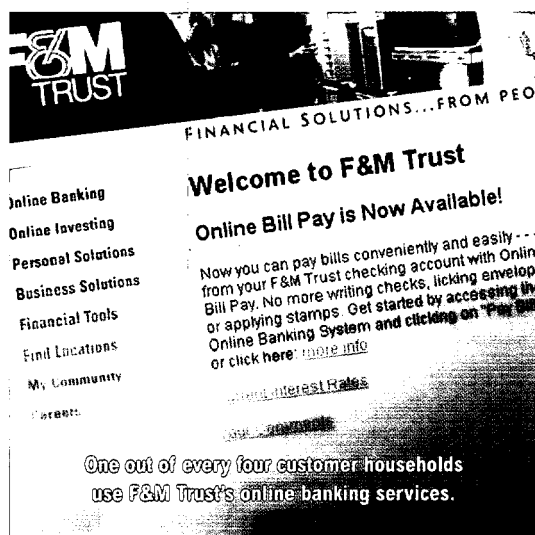 F&M
TRUST
FINANCIAL SOLUTIONS...FROM PEO
Online Banking
Online Investing
Personal Solutions
Business Solutions
Financial Tools
Find Locations
My Community
Careers
Welcome to F&M Trust
Online Bill Pay is Now Available!
Now you can pay bills conveniently and easily - - -
from your F&M Trust checking account with Onlin
Bill Pay. No more writing checks, licking envelop
or applying stamps. Get started by accessing the
Online Banking System and clicking on "Pay Bill
or click here: more info
Interest Rates
One out of every four customer households
use F&M Trust's online banking services.